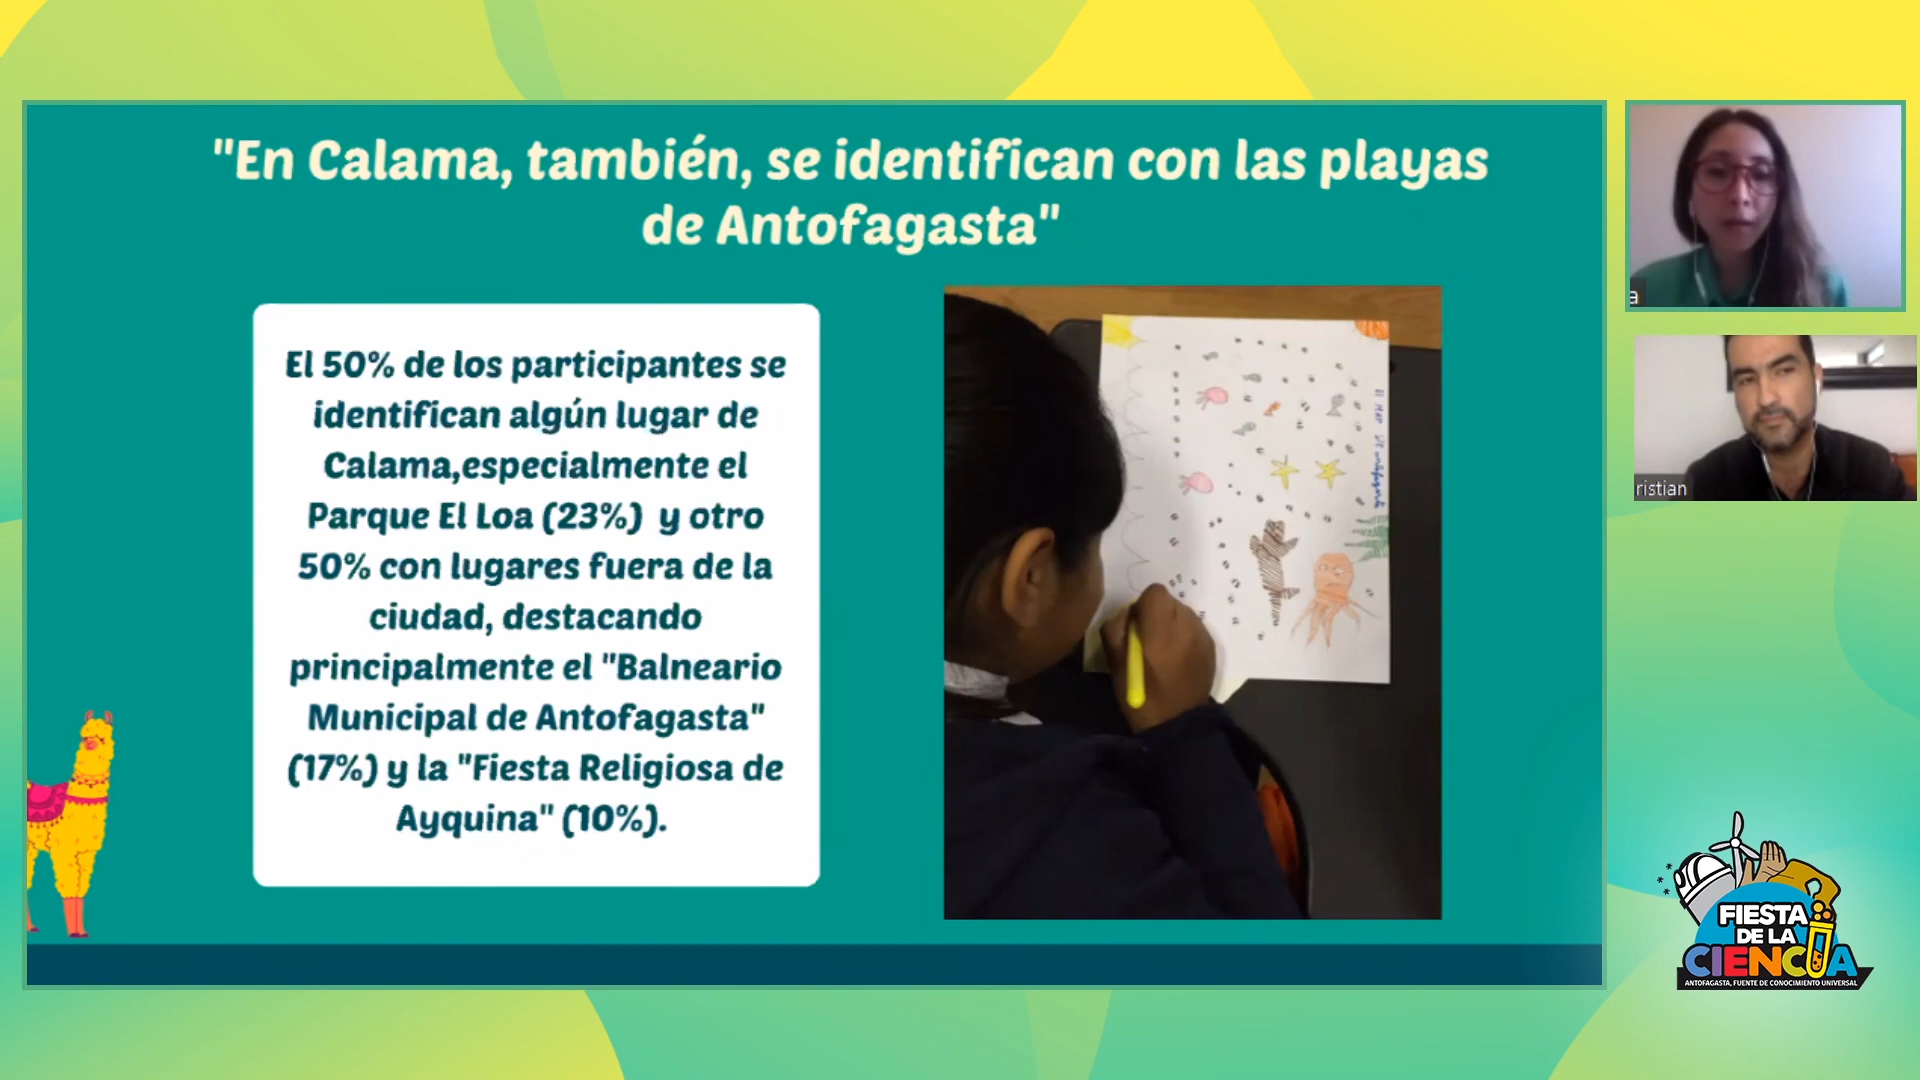 "En Calama, también, se identifican con las playas
de Antofagasta"
El 50% de los participantes se
identifican algún lugar de
Calama,especialmente el
Parque El Loa (23%) y otro
50% con lugares fuera de la
ciudad, destacando
principalmente el "Balneario
Municipal de Antofagasta"
(17%) y la "Fiesta Religiosa de
Ayquina" (10%).
a
ristian
FIESTA
DE LA
CIENCIA
ANTOFAGASTA, FUENTE DE CONOCIMIENTO UNIVERSAL